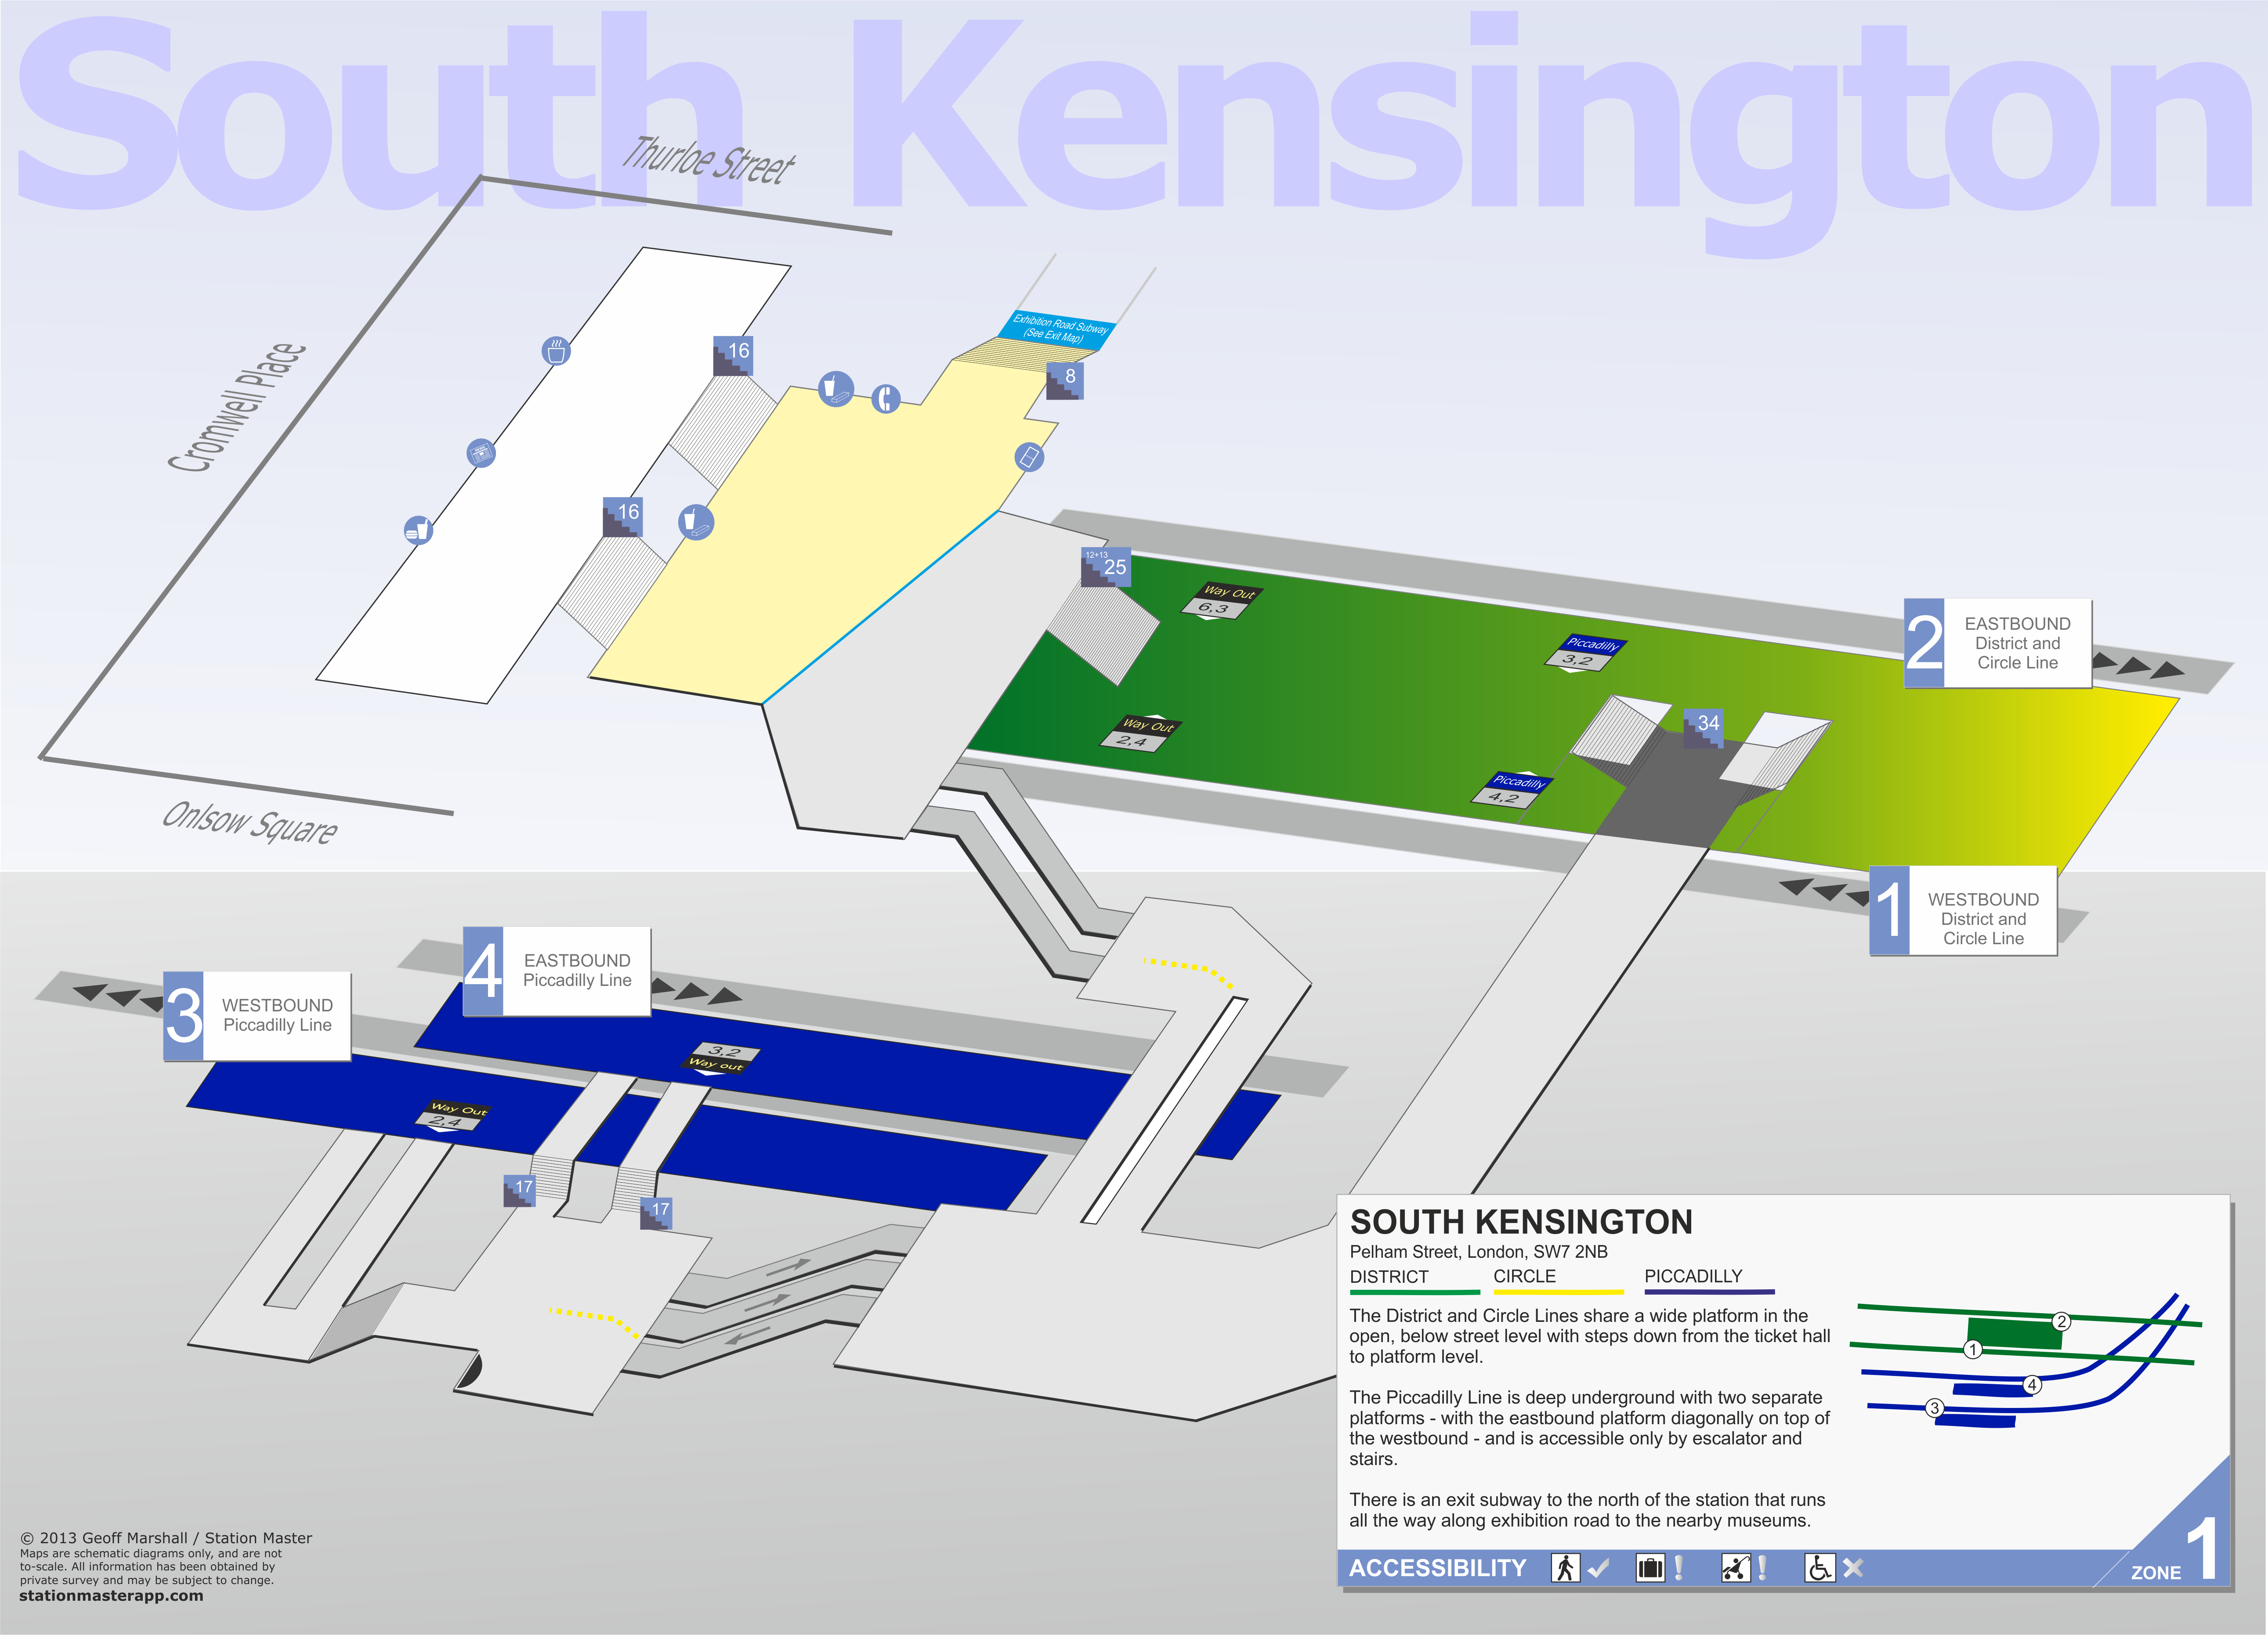 South Kensington
Thurloe Street
Cromwell Place
Onlsow Square
Exhibition Road Subway
(See Exit Map)
16
8
16
12+13
25
Way Out
6,3
Piccadilly
3,2
2
EASTBOUND
District and
Circle Line
Way Out
2,4
Piccadilly
4,2
34
1
WESTBOUND
District and
Circle Line
4
EASTBOUND
Piccadilly Line
3
WESTBOUND
Piccadilly Line
3,2
Way out
Way Out
2,4
17
17
SOUTH KENSINGTON
Pelham Street, London, SW7 2NB
DISTRICT
CIRCLE
PICCADILLY
The District and Circle Lines share a wide platform in the
open, below street level with steps down from the ticket hall
to platform level.
The Piccadilly Line is deep underground with two separate
platforms - with the eastbound platform diagonally on top of
the westbound - and is accessible only by escalator and
stairs.
There is an exit subway to the north of the station that runs
all the way along exhibition road to the nearby museums.
2
1
4
3
ACCESSIBILITY
ZONE 1
© 2013 Geoff Marshall / Station Master
Maps are schematic diagrams only, and are not
to-scale. All information has been obtained by
private survey and may be subject to change.
stationmasterapp.com